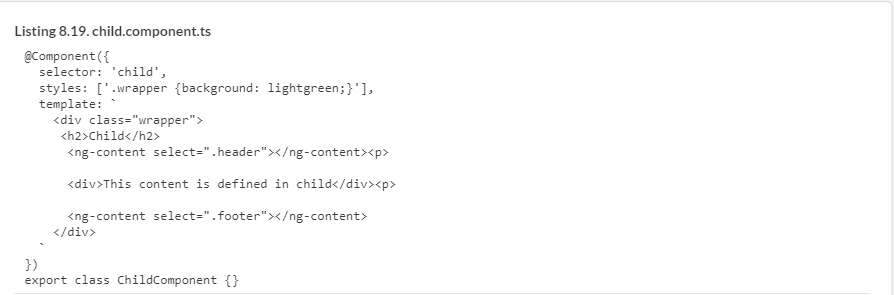 Listing 8.19. child.component.ts
@Component({
  selector: 'child',
  styles: ['.wrapper {background: lightgreen;}'],
  template: `
    <div class="wrapper">
     <h2>Child</h2>
      <ng-content select=".header"></ng-content><p>

      <div>This content is defined in child</div><p>

      <ng-content select=".footer"></ng-content>
    </div>
  `
})
export class ChildComponent {}